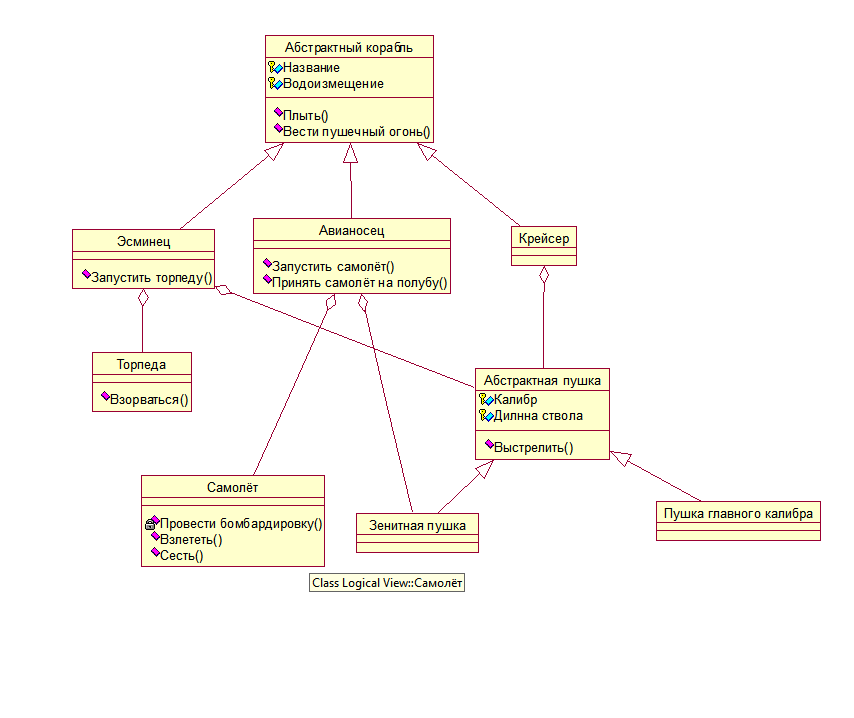 Абстрактный корабль
Название
Водоизмещение
Плыть()
Вести пушечный огонь()
Эсминец
Запустить торпеду()
Авианосец
Запустить самолёт()
Принять самолёт на полубу()
Крейсер
Торпеда
Взорваться()
Абстрактная пушка
Калибр
Дилнна ствола
Выстрелить()
Самолёт
Провести бомбардировку()
Взлететь()
Сесть()
Зенитная пушка
Пушка главного калибра
Class Logical View::Самолёт